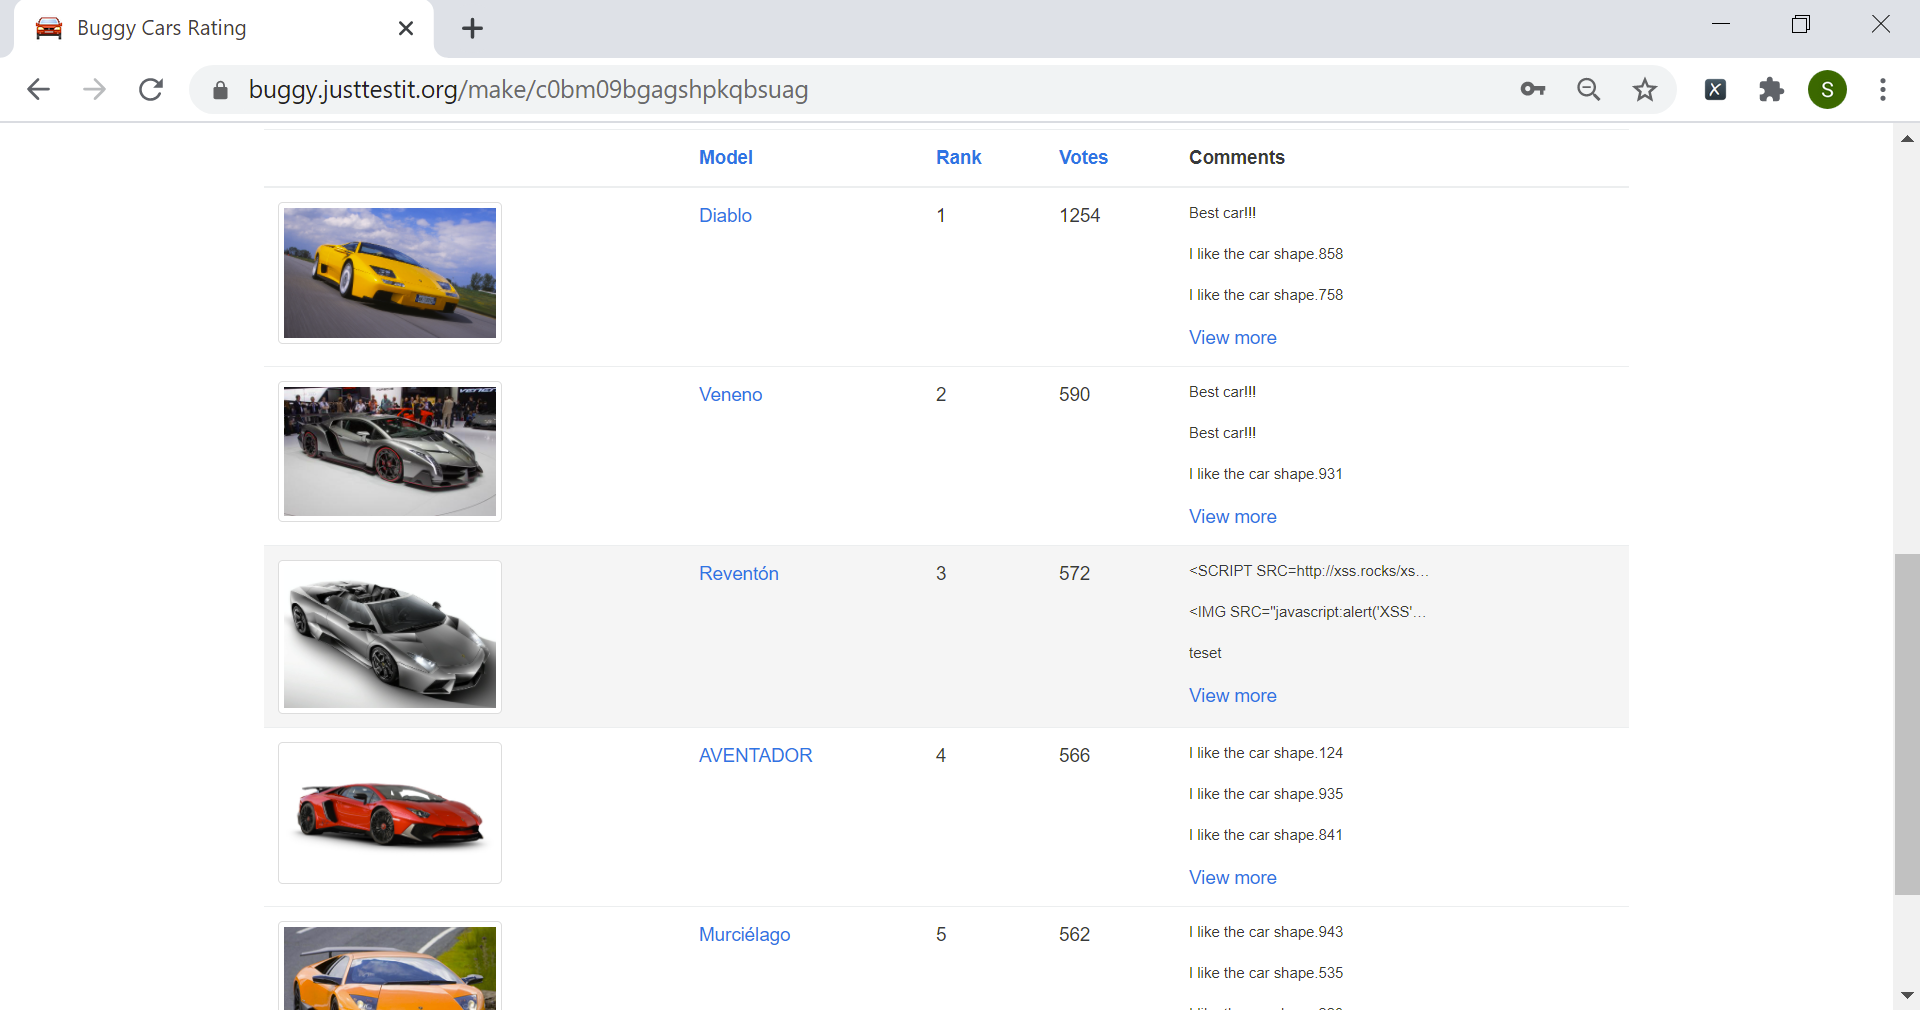 Buggy Cars Rating
buggy.justtestit.org/make/c0bm09bgagshpkqbsuag
S
Model Rank Votes Comments
Diablo 1 1254 Best car!!!
I like the car shape.858
I like the car shape.758
View more
Veneno 2 590 Best car!!!
Best car!!!
I like the car shape.931
View more
Reventón 3 572 <SCRIPT SRC=http://xss.rocks/xs...
<IMG SRC="javascript:alert('XSS'...
teset
View more
AVENTADOR 4 566 I like the car shape.124
I like the car shape.935
I like the car shape.841
View more
Murciélago 5 562 I like the car shape.943
I like the car shape.535